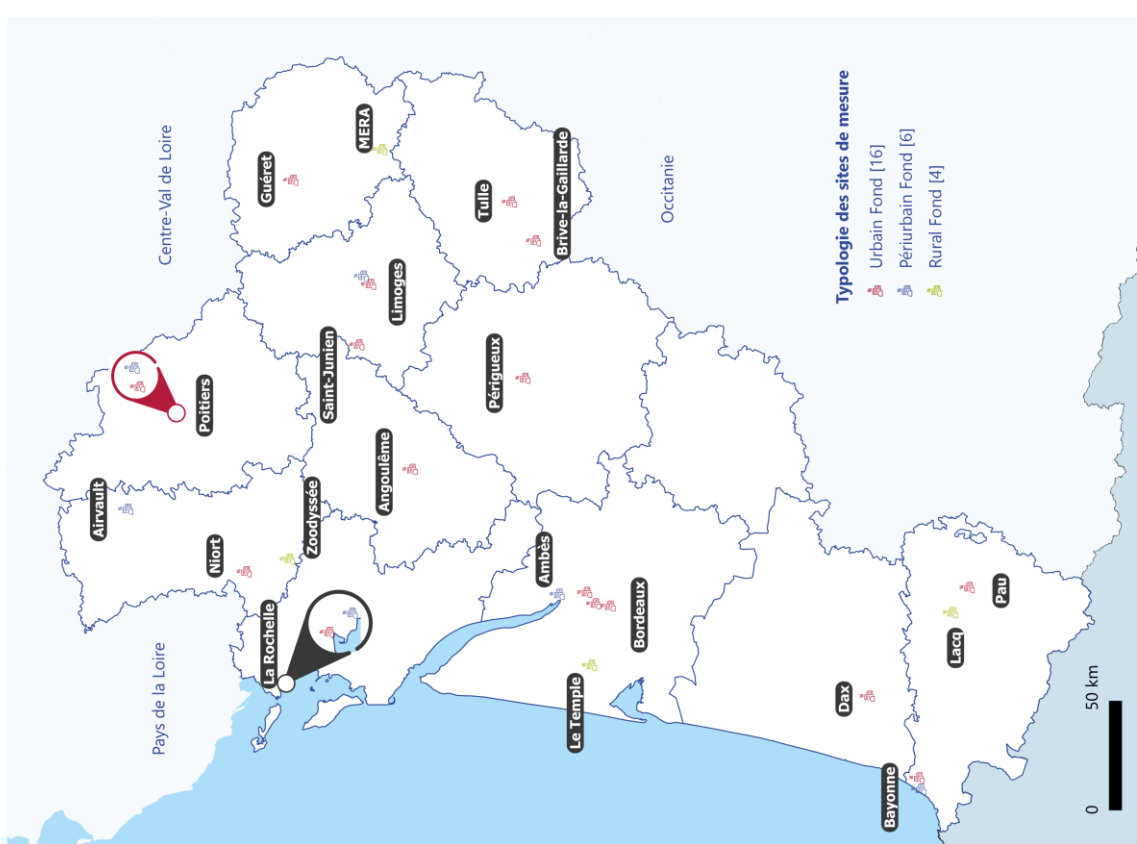 Centre-Val de Loire
Pays de la Loire
Occitanie
Guéret
MERA
Poitiers
Airvault
Niort
Zoodyssée
La Rochelle
Saint-Junien
Limoges
Angoulême
Tulle
Brive-la-Gaillarde
Périgueux
Ambès
Bordeaux
Le Temple
Dax
Bayonne
Lacq
Pau
Typologie des sites de mesure
Urbain Fond [16]
Périurbain Fond [6]
Rural Fond [4]
0 50 km